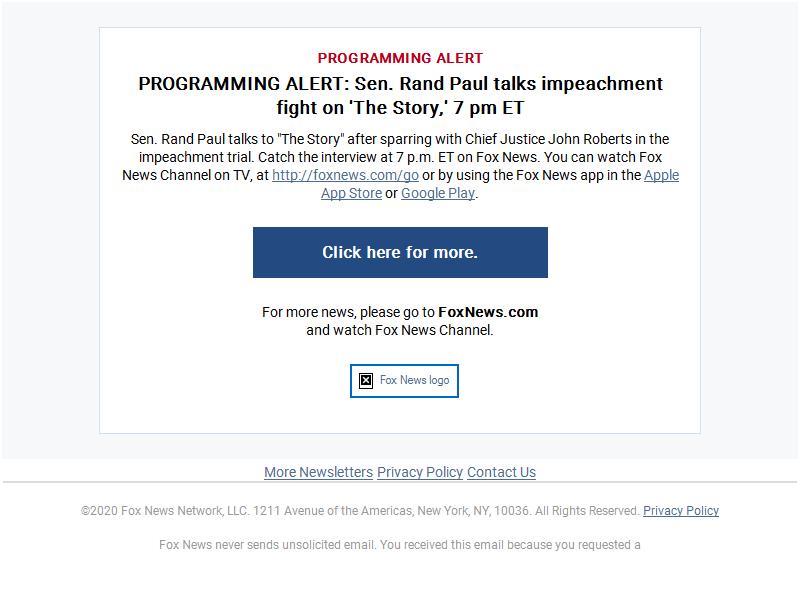 PROGRAMMING ALERT
PROGRAMMING ALERT: Sen. Rand Paul talks impeachment
fight on 'The Story,' 7 pm ET
Sen. Rand Paul talks to "The Story" after sparring with Chief Justice John Roberts in the
impeachment trial. Catch the interview at 7 p.m. ET on Fox News. You can watch Fox
News Channel on TV, at http://foxnews.com/go or by using the Fox News app in the Apple
App Store or Google Play.
Click here for more.
For more news, please go to FoxNews.com
and watch Fox News Channel.
Fox News logo
More Newsletters Privacy Policy Contact Us
©2020 Fox News Network, LLC. 1211 Avenue of the Americas, New York, NY, 10036. All Rights Reserved. Privacy Policy
Fox News never sends unsolicited email. You received this email because you requested a